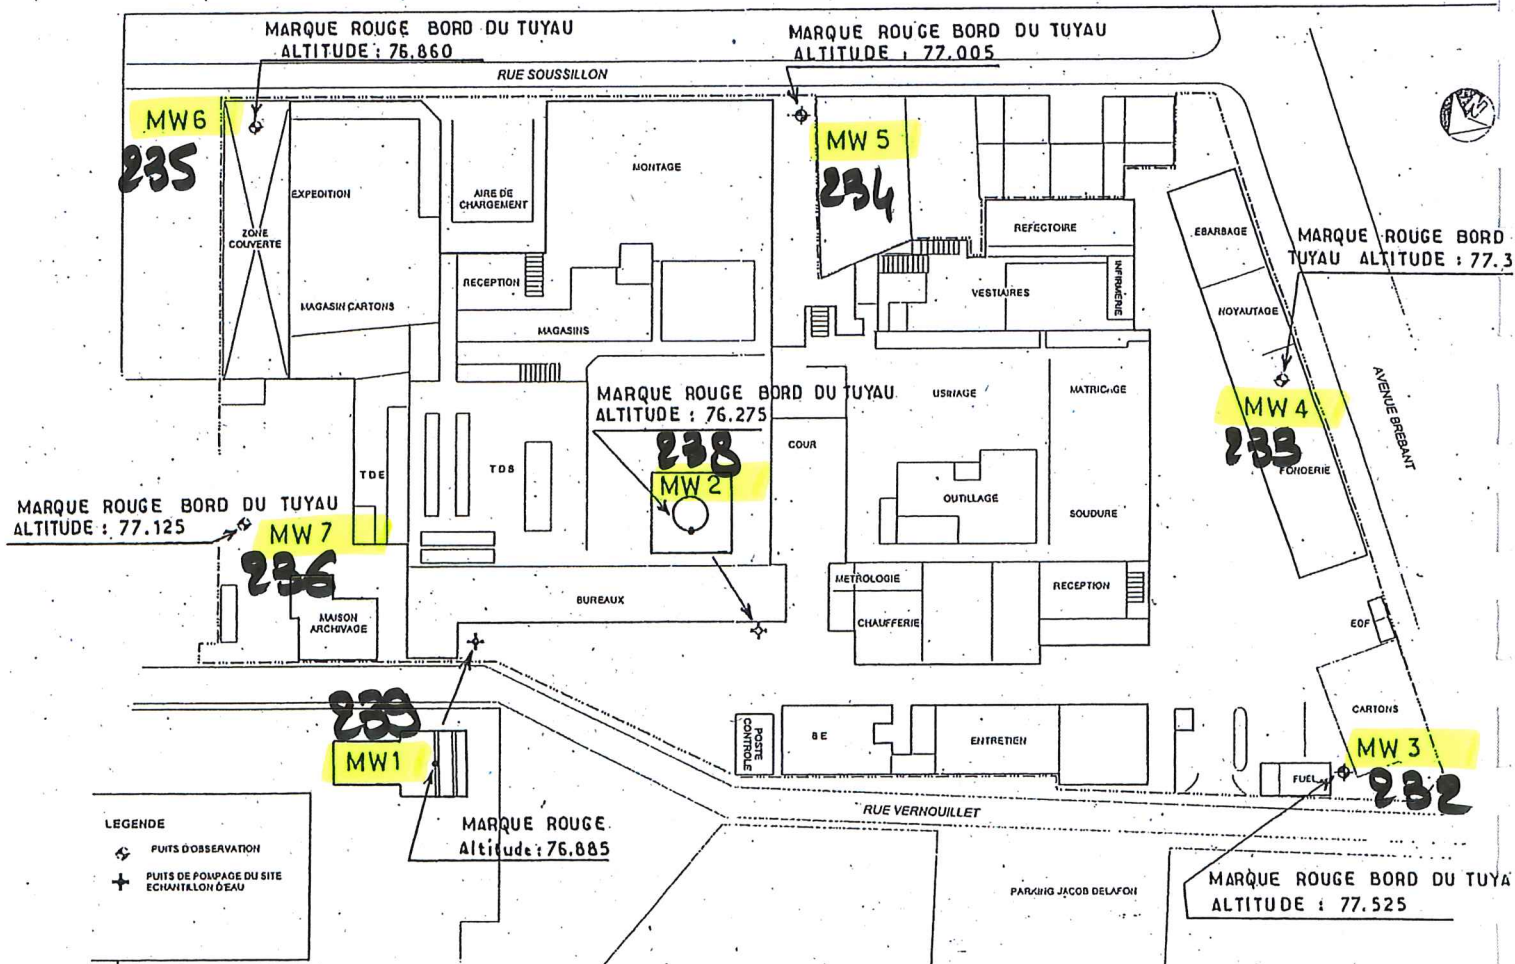 MARQUE ROUGE BORD DU TUYAU
ALTITUDE : 76.860
MARQUE ROUGE BORD DU TUYAU
ALTITUDE : 77.005
RUE SOUSSILLON
MW6
235
MW 5
234
MONTAGE
EXPEDITION
AIRE DE
CHARGEMENT
ZONE
COUVERTE
REFECTOIRE
EBARBAGE
MARQUE ROUGE BORD
TUYAU ALTITUDE : 77.3
RECEPTION
VESTIAIRES
INFIRMERIE
MAGASIN CARTONS
MAGASINS
NOYAUTAGE
MARQUE ROUGE BORD DU TUYAU
ALTITUDE : 76.275
USINAGE
MATRICAGE
AVENUE BREBANT
MW 4
233
FONDERIE
238
MW 2
COUR
TDE
TDS
OUTILLAGE
SOUDURE
MARQUE ROUGE BORD DU TUYAU
ALTITUDE : 77.125
MW 7
236
METROLOGIE
RECEPTION
BUREAUX
MAISON
ARCHIVAGE
CHAUFFERIE
EDF
239
MW1
CARTONS
POSTE
CONTROLE
BE
ENTRETIEN
MW 3
232
FUEL
RUE VERNOUILLET
MARQUE ROUGE
Altitude : 76.885
LEGENDE
PUITS D'OBSERVATION
PUITS DE POMPAGE DU SITE
ECHANTILLON D'EAU
PARKING JACOB DELAFON
MARQUE ROUGE BORD DU TUYA
ALTITUDE : 77.525